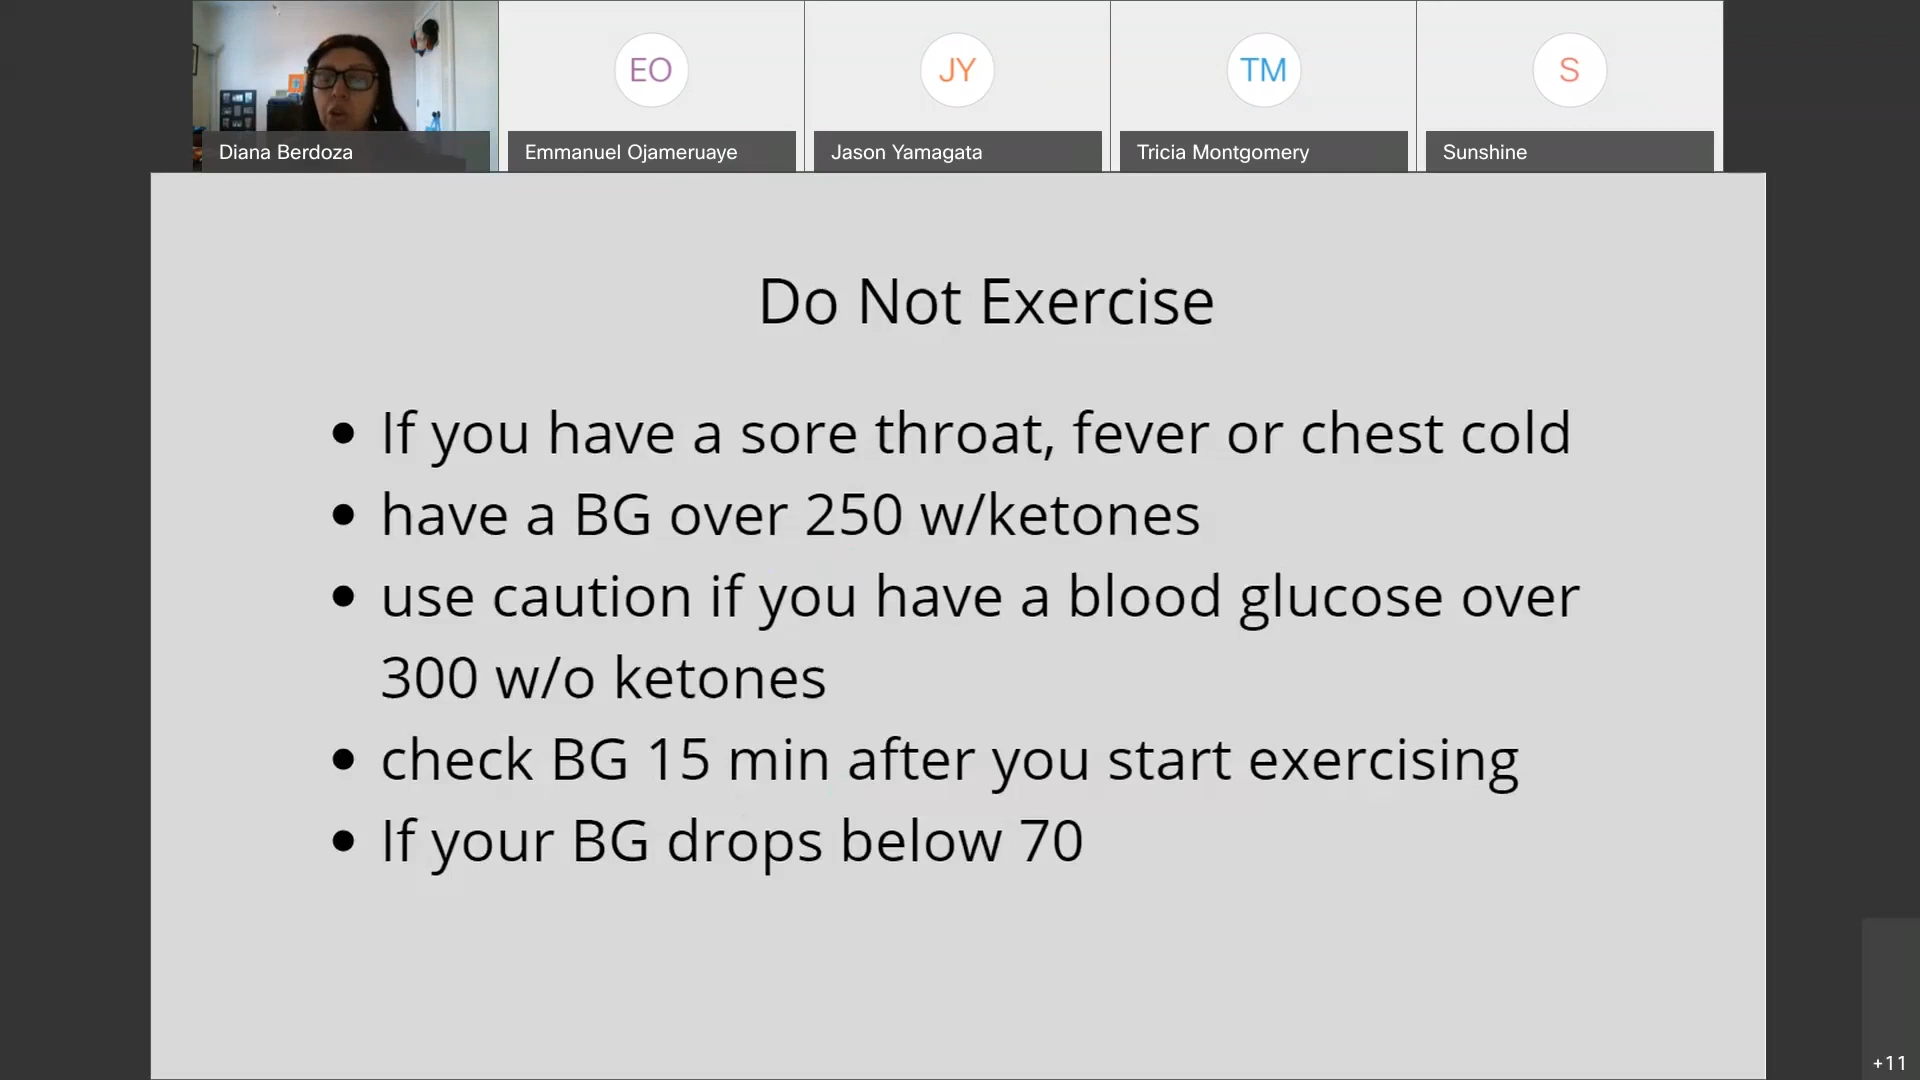 EO
JY
TM
S
Diana Berdoza
Emmanuel Ojameruaye
Jason Yamagata
Tricia Montgomery
Sunshine
Do Not Exercise
• If you have a sore throat, fever or chest cold
• have a BG over 250 w/ketones
• use caution if you have a blood glucose over
300 w/o ketones
• check BG 15 min after you start exercising
• If your BG drops below 70
+11